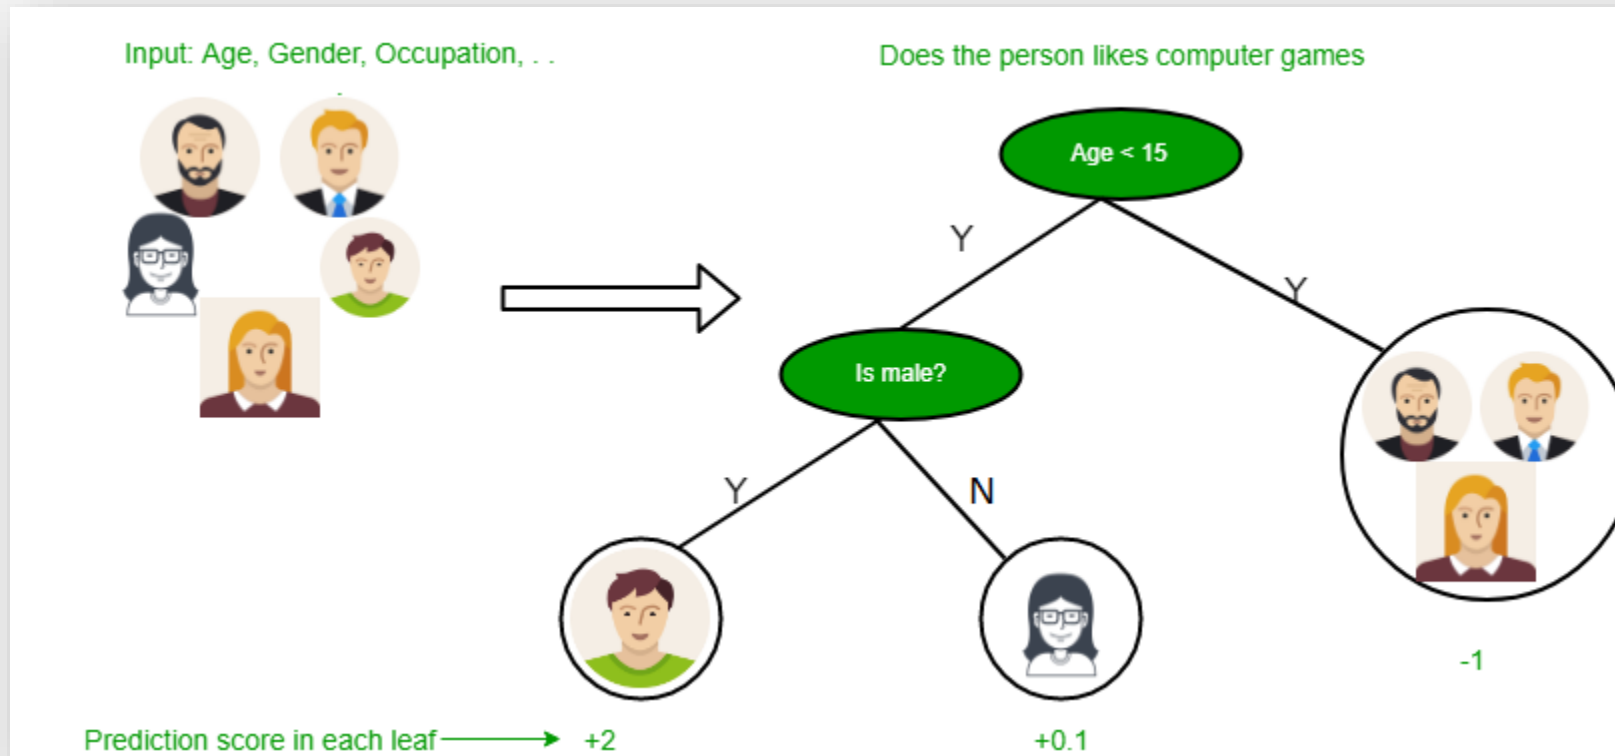 Input: Age, Gender, Occupation, . .
.
Does the person likes computer games
Age < 15
Y
Y
Is male?
Y
N
-1
Prediction score in each leaf
+2
+0.1